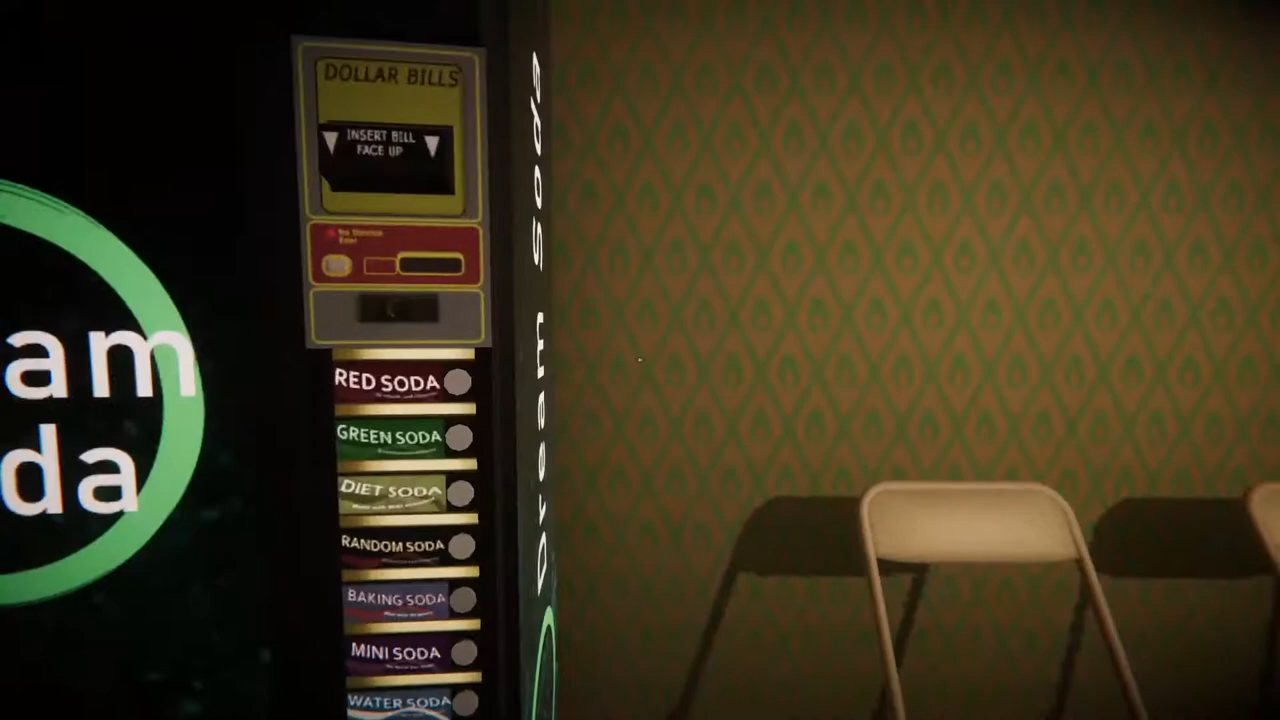 DOLLAR BILLS
INSERT BILL
FACE UP
am
da
Dream Soda
RED SODA
GREEN SODA
DIET SODA
RANDOM SODA
BAKING SODA
MINI SODA
WATER SODA